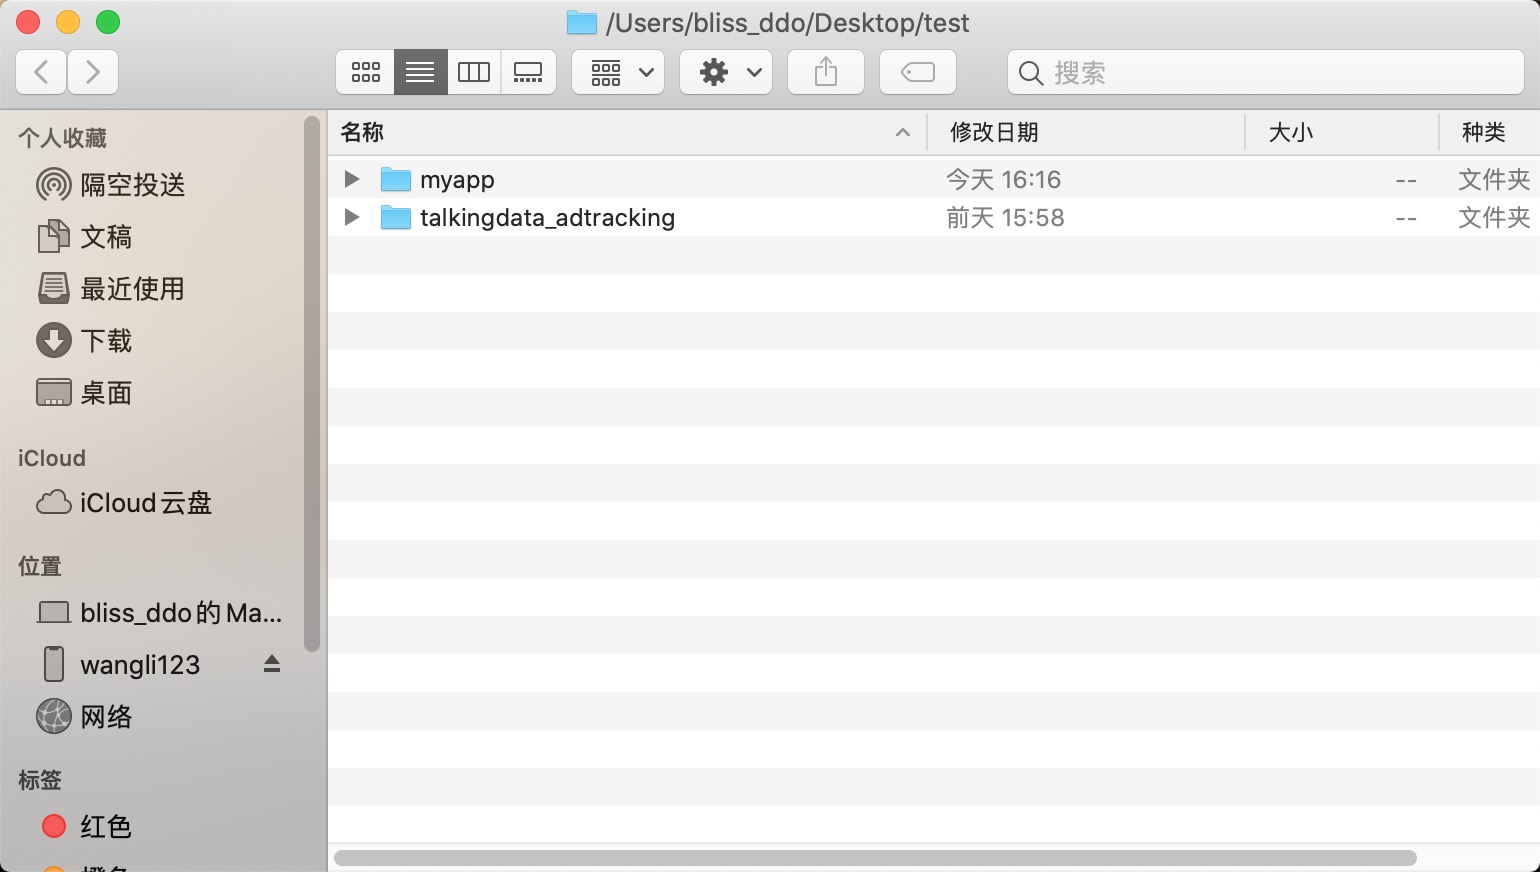 /Users/bliss_ddo/Desktop/test
搜索
个人收藏
隔空投送
文稿
最近使用
下载
桌面
iCloud
iCloud云盘
位置
bliss_ddo的Ma...
wangli123
网络
标签
红色
名称 修改日期 大小 种类
myapp 今天 16:16 -- 文件夹
talkingdata_adtracking 前天 15:58 -- 文件夹